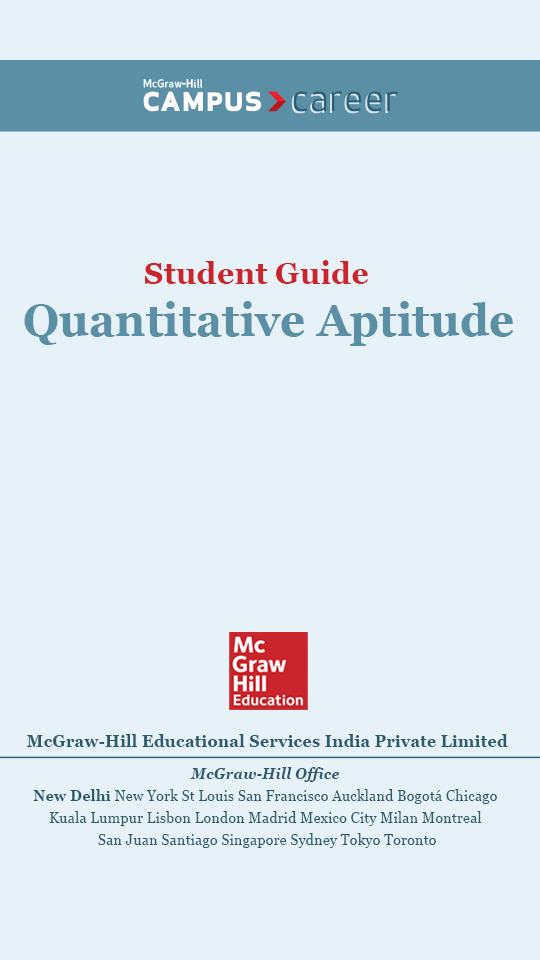 McGraw-Hill
CAMPUS career
Student Guide
Quantitative Aptitude
Mc
Graw
Hill
Education
McGraw-Hill Educational Services India Private Limited
McGraw-Hill Office
New Delhi New York St Louis San Francisco Auckland Bogotá Chicago
Kuala Lumpur Lisbon London Madrid Mexico City Milan Montreal
San Juan Santiago Singapore Sydney Tokyo Toronto